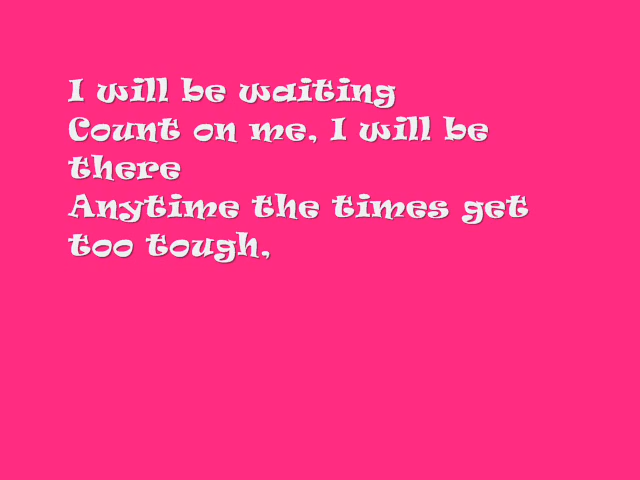 I will be waiting
Count on me, I will be
there
Anytime the times get
too tough,